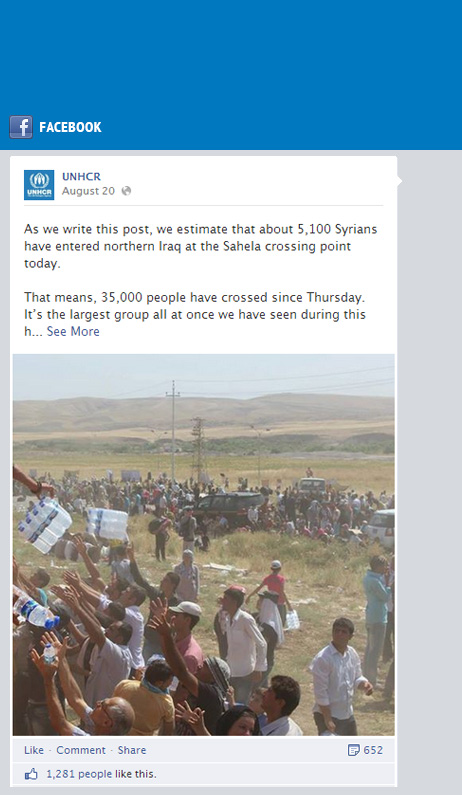 FACEBOOK
UNHCR
UNHCR
August 20
As we write this post, we estimate that about 5,100 Syrians
have entered northern Iraq at the Sahela crossing point
today.
That means, 35,000 people have crossed since Thursday.
It's the largest group all at once we have seen during this
h... See More
Like · Comment · Share
652
1,281 people like this.